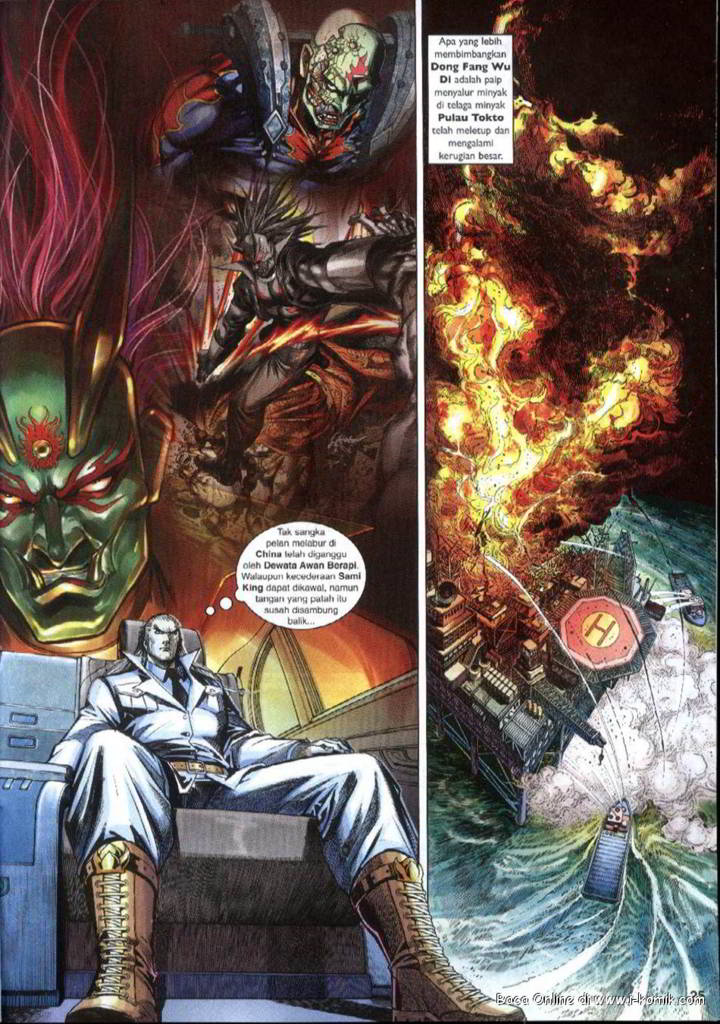 Tak sangka
pelan melabur di
China telah diganggu
oleh Dewata Awan Berapi.
Walaupun kecederaan Sami
King dapat dikawal, namun
tangan yang patah itu
susah disambung
balik...
Apa yang lebih
membimbangkan
Dong Fang Wu
Di adalah paip
menyalur minyak
di telaga minyak
Pulau Tokto
telah meletup dan
mengalami
kerugian besar.
H
25
Baca Online di www.i-komik.com